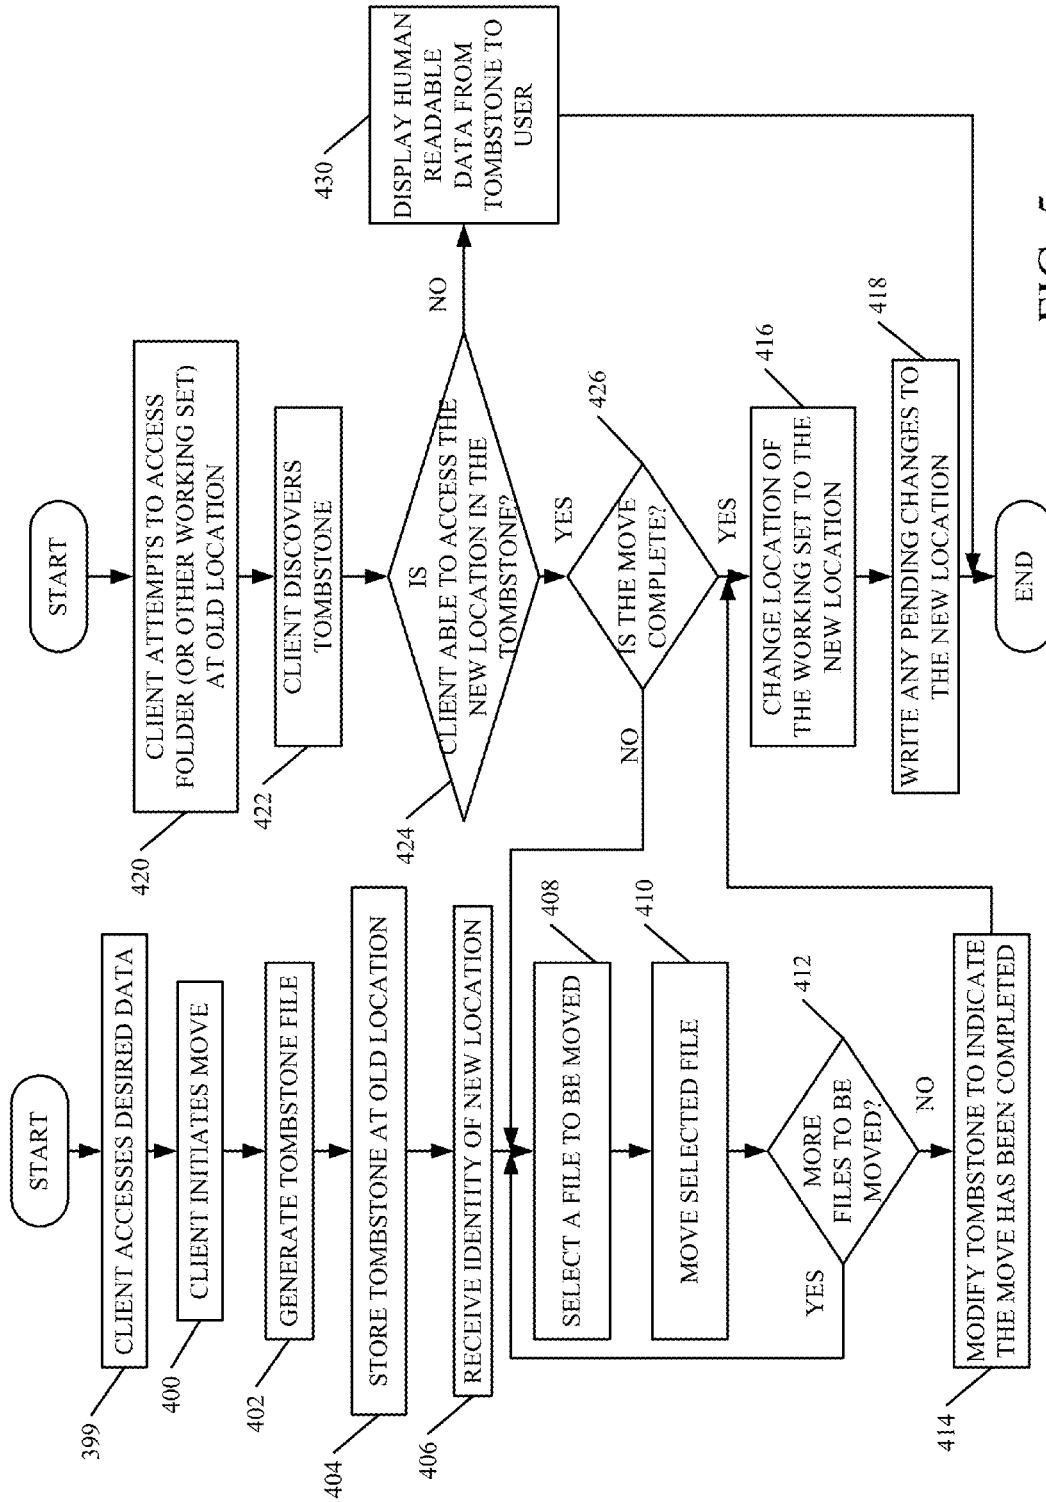 START
CLIENT ACCESSES DESIRED DATA
399
CLIENT INITIATES MOVE
400
GENERATE TOMBSTONE FILE
402
STORE TOMBSTONE AT OLD LOCATION
404
RECEIVE IDENTITY OF NEW LOCATION
406
SELECT A FILE TO BE MOVED
408
MOVE SELECTED FILE
410
MORE
FILES TO BE
MOVED?
412
YES
NO
MODIFY TOMBSTONE TO INDICATE
THE MOVE HAS BEEN COMPLETED
414
START
CLIENT ATTEMPTS TO ACCESS
FOLDER (OR OTHER WORKING SET)
AT OLD LOCATION
420
CLIENT DISCOVERS
TOMBSTONE
422
IS
CLIENT ABLE TO ACCESS THE
NEW LOCATION IN THE
TOMBSTONE?
424
NO
YES
DISPLAY HUMAN
READABLE
DATA FROM
TOMBSTONE TO
USER
430
IS THE MOVE
COMPLETE?
426
NO
YES
CHANGE LOCATION OF
THE WORKING SET TO THE
NEW LOCATION
416
WRITE ANY PENDING CHANGES TO
THE NEW LOCATION
418
END